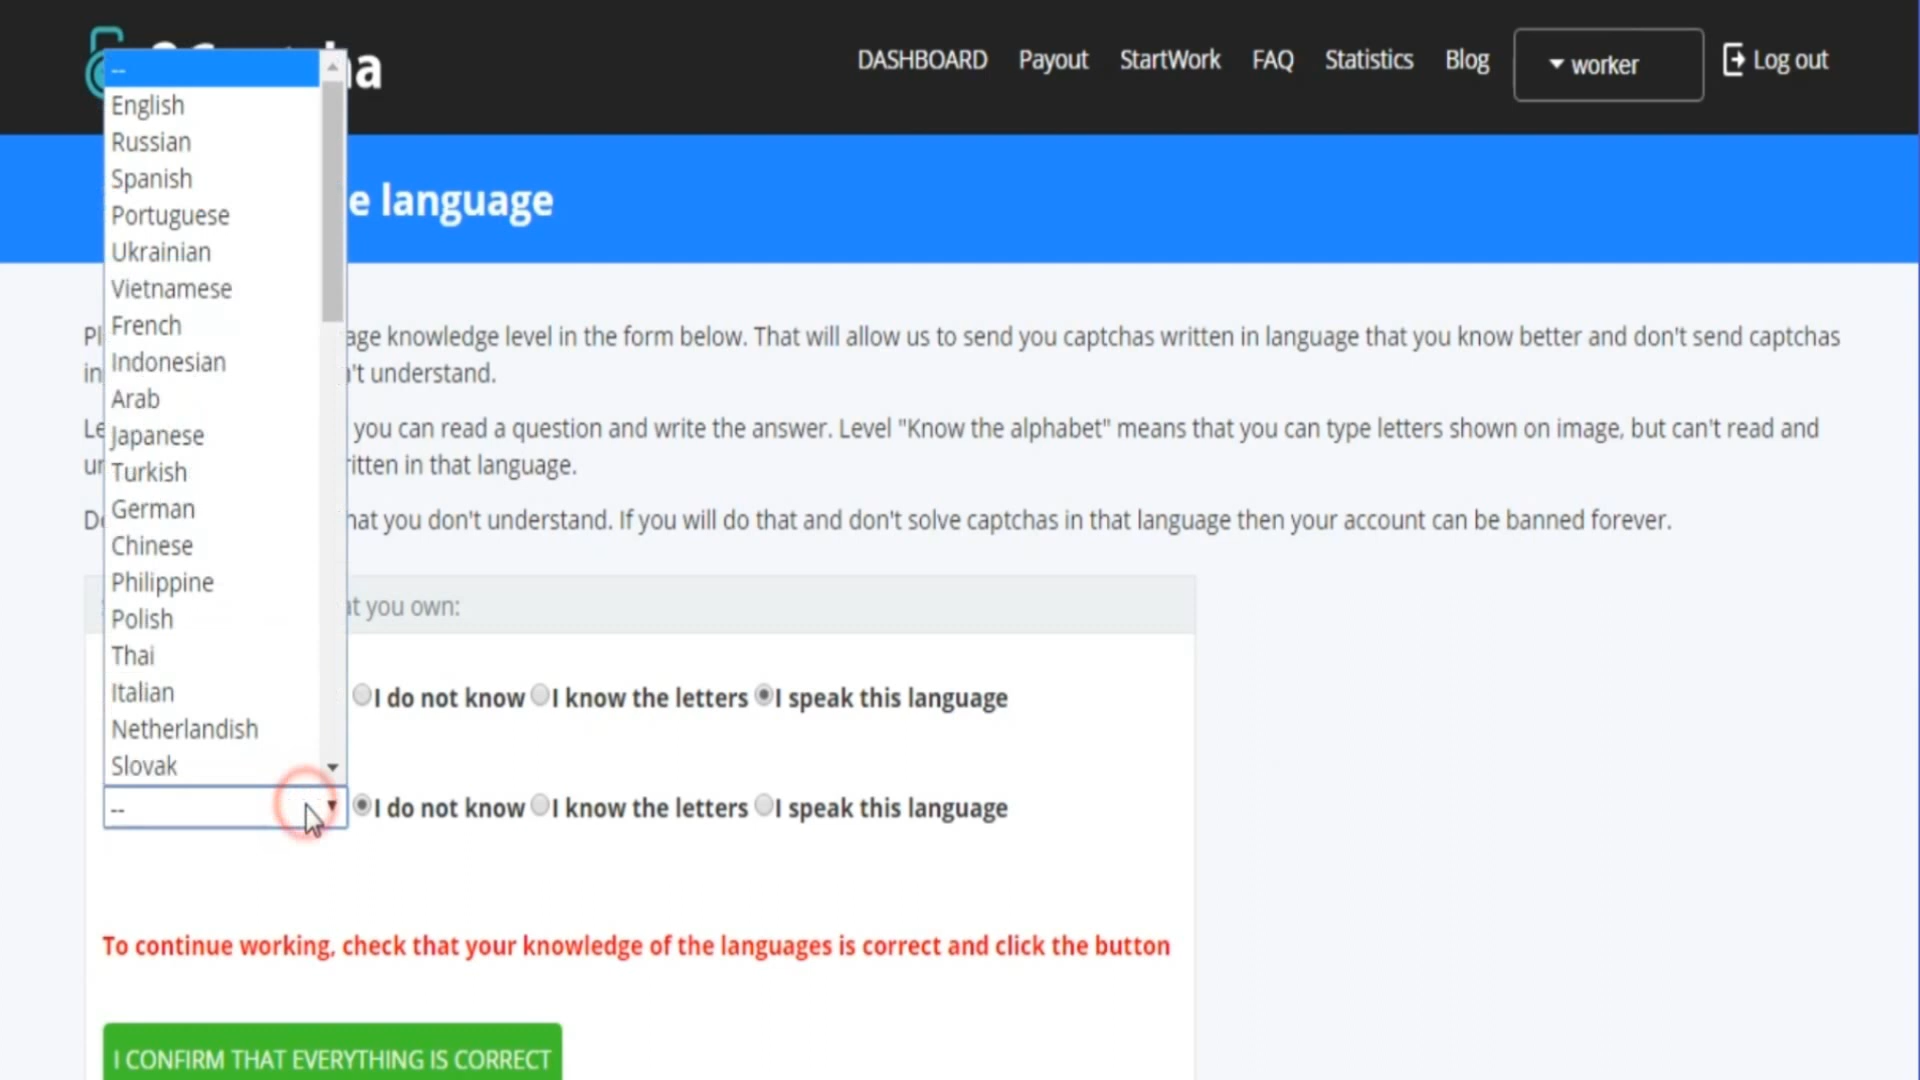 DASHBOARD Payout StartWork FAQ Statistics Blog worker Log out
--
English
Russian
Spanish
Portuguese
Ukrainian
Vietnamese
French
Indonesian
Arab
Japanese
Turkish
German
Chinese
Philippine
Polish
Thai
Italian
Netherlandish
Slovak
--
e language
age knowledge level in the form below. That will allow us to send you captchas written in language that you know better and don't send captchas
in 't understand.
you can read a question and write the answer. Level "Know the alphabet" means that you can type letters shown on image, but can't read and
itten in that language.
hat you don't understand. If you will do that and don't solve captchas in that language then your account can be banned forever.
at you own:
I do not know I know the letters I speak this language
I do not know I know the letters I speak this language
To continue working, check that your knowledge of the languages is correct and click the button
I CONFIRM THAT EVERYTHING IS CORRECT